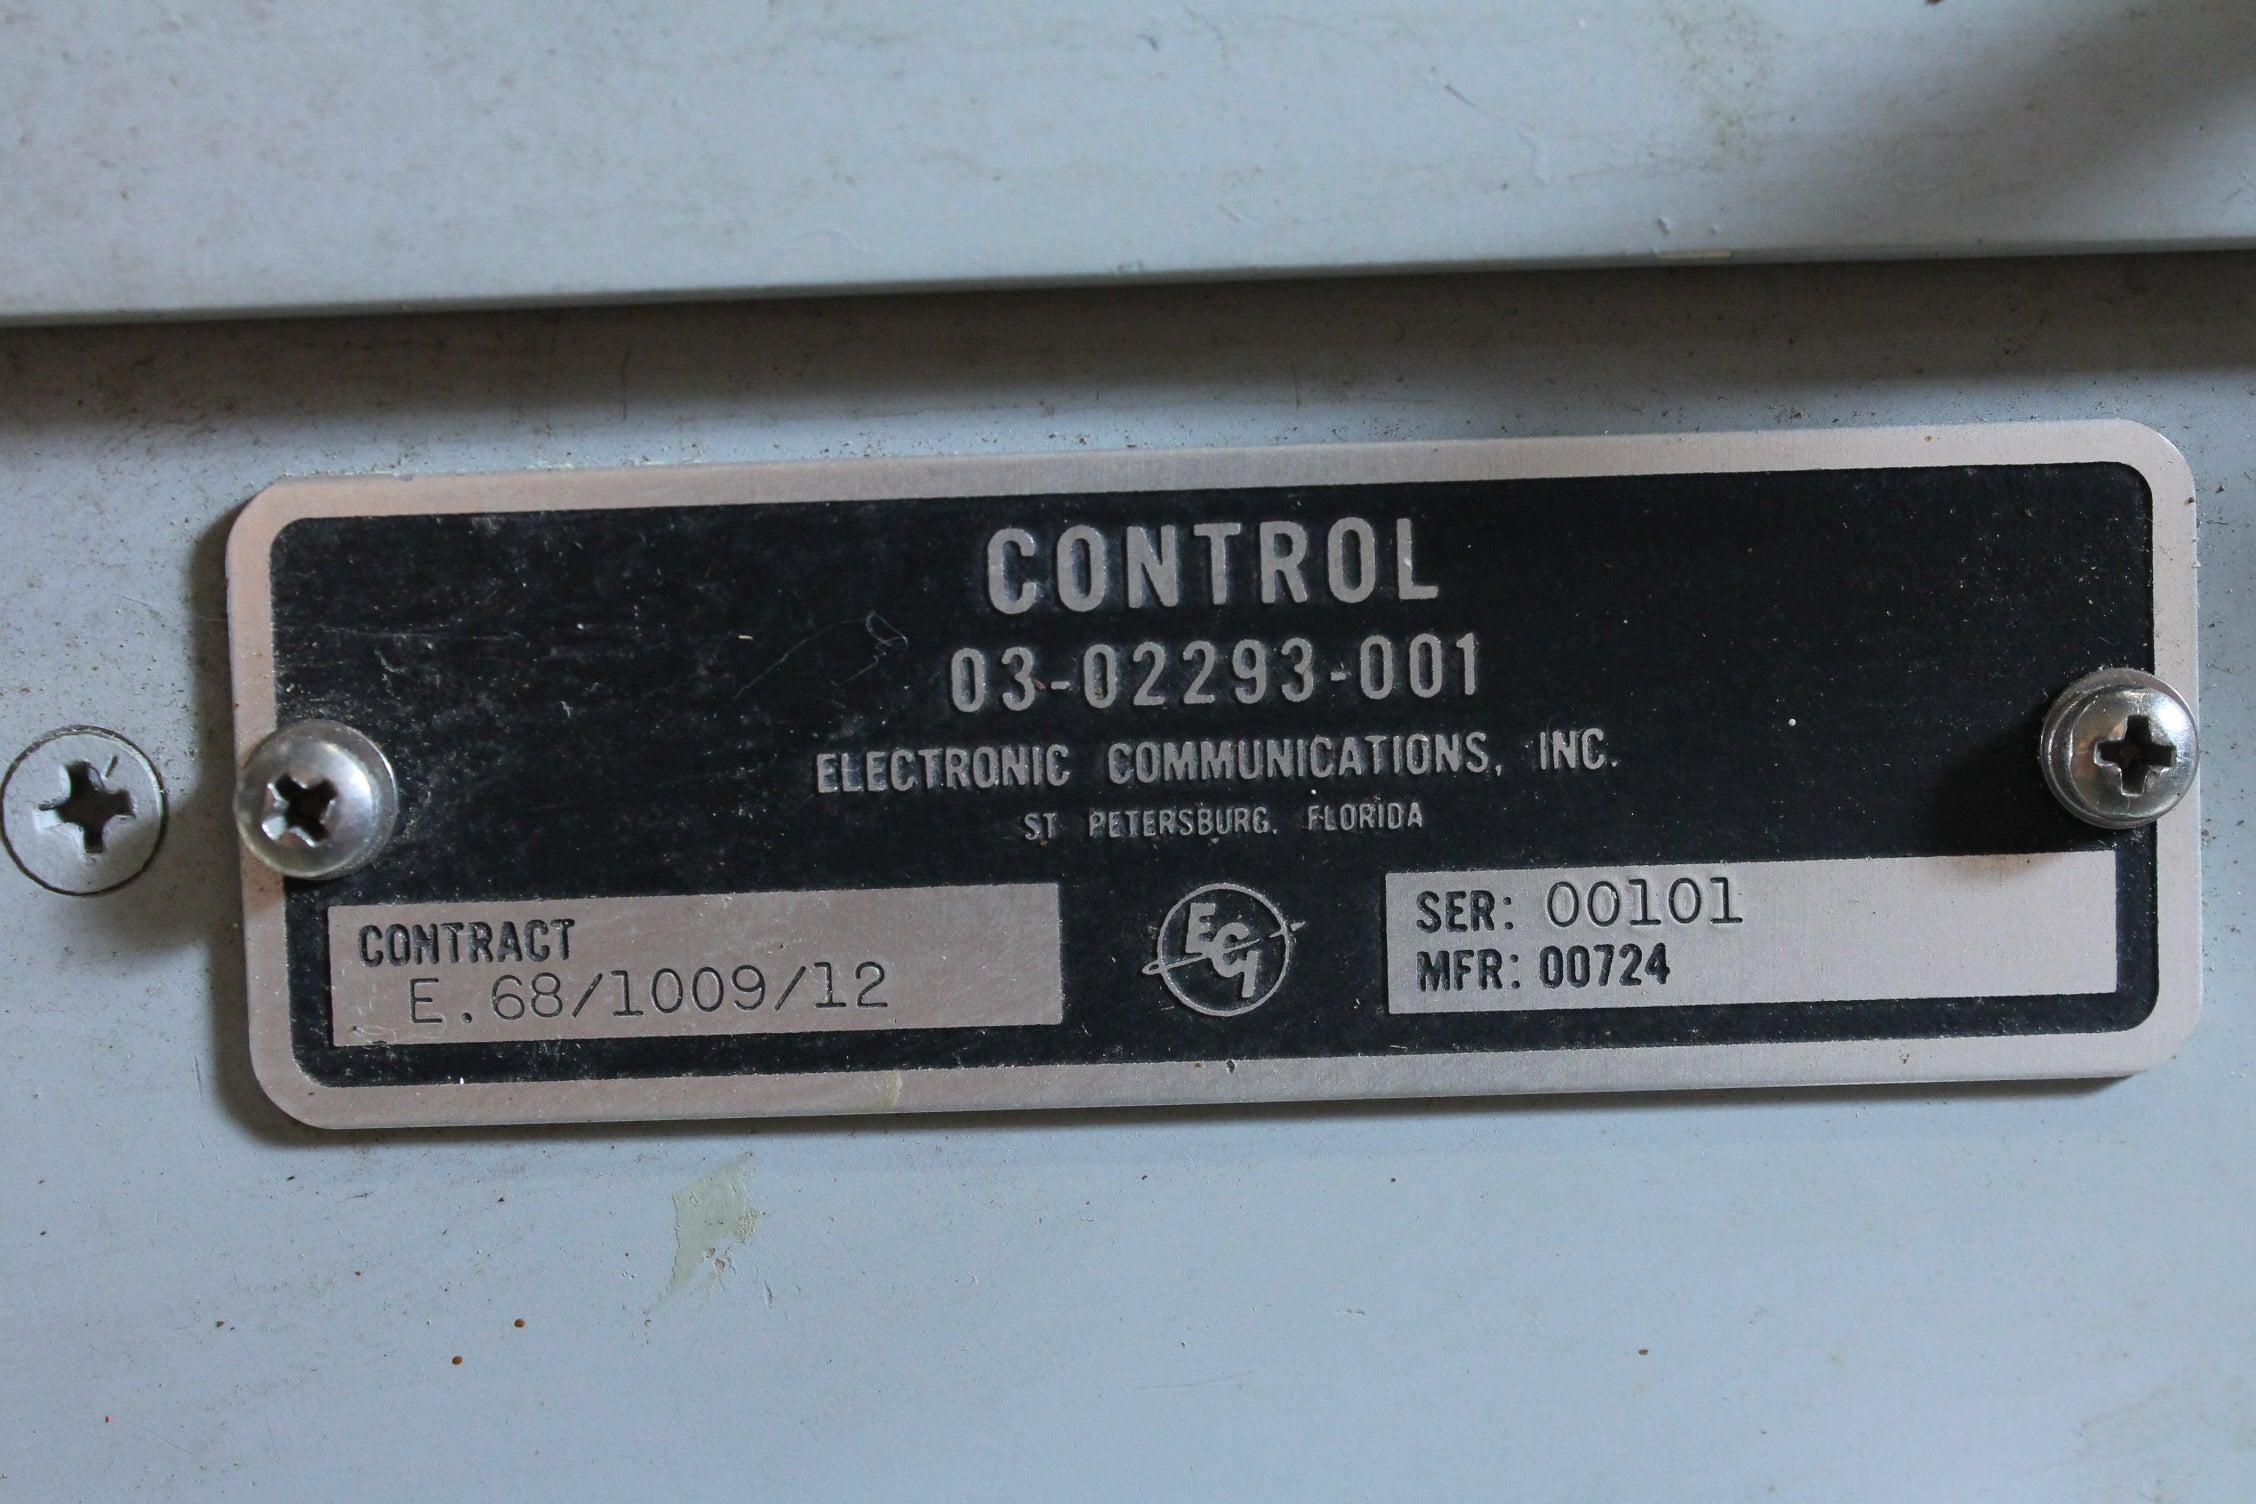 CONTROL
03-02293-001
ELECTRONIC COMMUNICATIONS, INC.
ST PETERSBURG, FLORIDA
CONTRACT
E.68/1009/12
ECI
SER: 00101
MFR: 00724